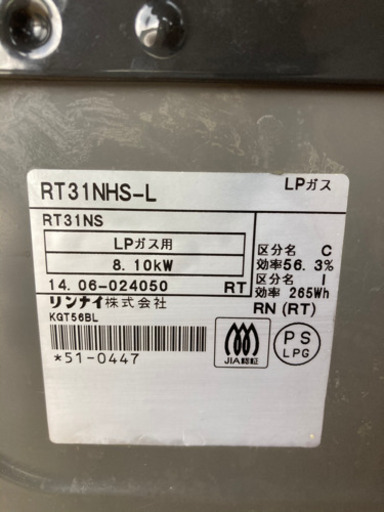 RT31NHS-L LPガス
RT31NS
LPガス用
8.10kW
区分名 C
効率56.3%
区分名 I
効率 265Wh
14.06-024050 RT
リンナイ株式会社
RN (RT)
KGT56BL
*51-0447
JIA認証
PS
LPG